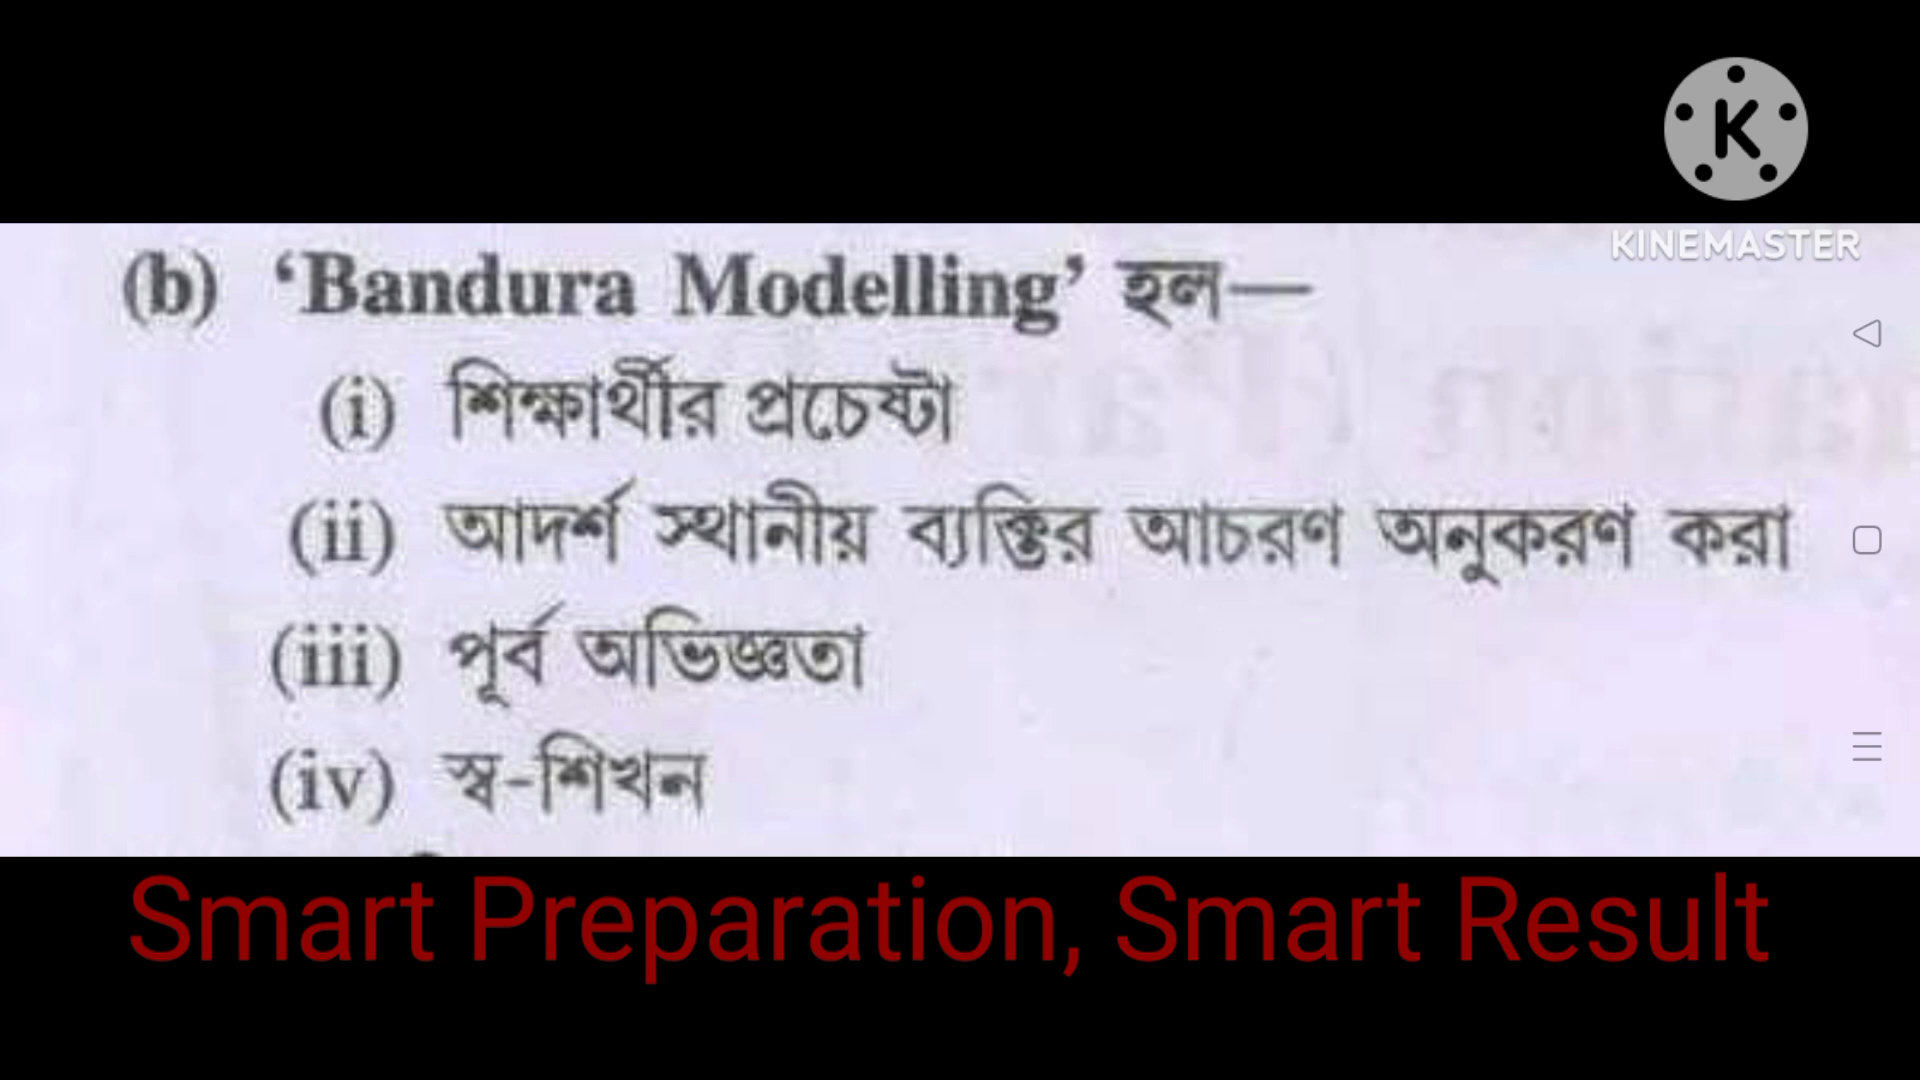 K
KINEMASTER
(b) ‘Bandura Modelling’ হল—
(i) শিক্ষার্থীর প্রচেষ্টা
(ii) আদর্শ স্থানীয় ব্যক্তির আচরণ অনুকরণ করা
(iii) পূর্ব অভিজ্ঞতা
(iv) স্ব-শিখন
Smart Preparation, Smart Result